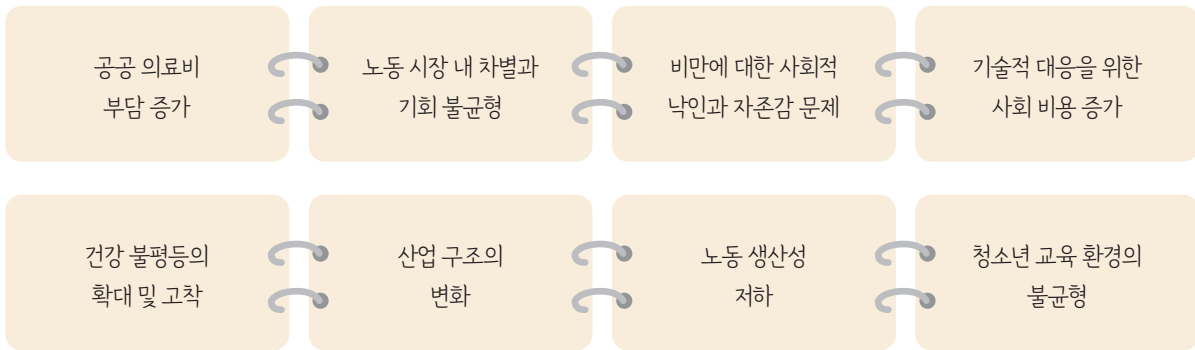 공공 의료비
부담 증가
노동 시장 내 차별과
기회 불균형
비만에 대한 사회적
낙인과 자존감 문제
기술적 대응을 위한
사회 비용 증가
건강 불평등의
확대 및 고착
산업 구조의
변화
노동 생산성
저하
청소년 교육 환경의
불균형